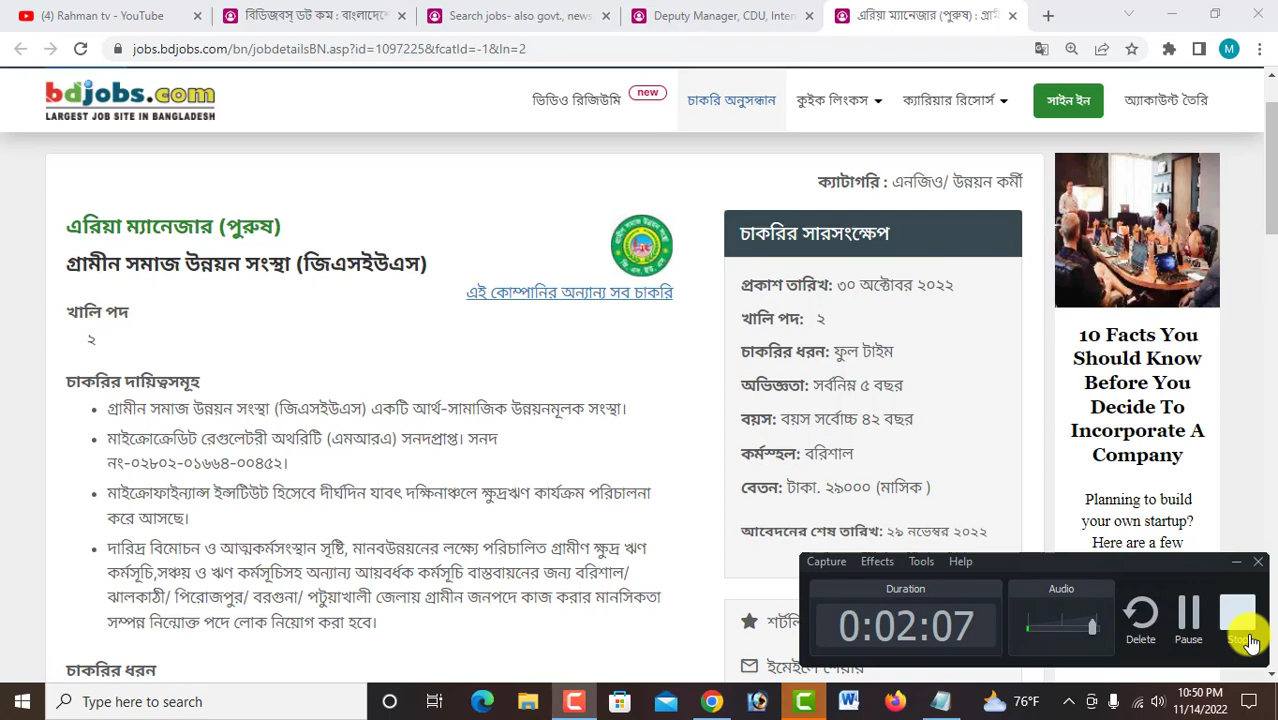 (4) Rahman tv - YouTube
বিডিজবস্ ডট কম : বাংলাদেশে
Search jobs- also govt., news
Deputy Manager, CDU, Inter
এরিয়া ম্যানেজার (পুরুষ) : গ্রামী
jobs.bdjobs.com/bn/jobdetailsBN.asp?id=1097225&fcatId=-1&ln=2
M
bdjobs.com
LARGEST JOB SITE IN BANGLADESH
ভিডিও রিজিউমি new চাকরি অনুসন্ধান কুইক লিংকস ক্যারিয়ার রিসোর্স সাইন ইন অ্যাকাউন্ট তৈরি
ক্যাটাগরি : এনজিও/ উন্নয়ন কর্মী
এরিয়া ম্যানেজার (পুরুষ)
গ্রামীন সমাজ উন্নয়ন সংস্থা (জিএসইউএস)
এই কোম্পানির অন্যান্য সব চাকরি
খালি পদ
২
চাকরির দায়িত্বসমূহ
গ্রামীন সমাজ উন্নয়ন সংস্থা (জিএসইউএস) একটি আর্থ-সামাজিক উন্নয়নমূলক সংস্থা।
মাইক্রোক্রেডিট রেগুলেটরী অথরিটি (এমআরএ) সনদপ্রাপ্ত। সনদ
নং-০২৮০২-০১৬৬৪-০০৪৫২।
মাইক্রোফাইন্যান্স ইন্সটিউট হিসেবে দীর্ঘদিন যাবৎ দক্ষিনাঞ্চলে ক্ষুদ্রঋণ কার্যক্রম পরিচালনা
করে আসছে।
দারিদ্র বিমোচন ও আত্মকর্মসংস্থান সৃষ্টি, মানবউন্নয়নের লক্ষ্যে পরিচালিত গ্রামীণ ক্ষুদ্র ঋণ
কর্মসূচি,সঞ্চয় ও ঋণ কর্মসূচিসহ অন্যান্য আয়বর্ধক কর্মসূচি বাস্তবায়নের জন্য বরিশাল/
ঝালকাঠী/ পিরোজপুর/ বরগুনা/ পটুয়াখালী জেলায় গ্রামীন জনপদে কাজ করার মানসিকতা
সম্পন্ন নিম্মোক্ত পদে লোক নিয়োগ করা হবে।
চাকরির ধরন
চাকরির সারসংক্ষেপ
প্রকাশ তারিখ: ৩০ অক্টোবর ২০২২
খালি পদ: ২
চাকরির ধরন: ফুল টাইম
অভিজ্ঞতা: সর্বনিম্ন ৫ বছর
বয়স: বয়স সর্বোচ্চ ৪২ বছর
কর্মস্হল: বরিশাল
বেতন: টাকা. ২৯০০০ (মাসিক )
আবেদনের শেষ তারিখ: ২৯ নভেম্বর ২০২২
ইমেইলে শেয়ার
10 Facts You
Should Know
Before You
Decide To
Incorporate A
Company
Planning to build
your own startup?
Here are a few
Capture Effects Tools Help
Duration
0:02:07
Audio
Delete
Pause
Stop
Type here to search
76°F
10:50 PM
11/14/2022